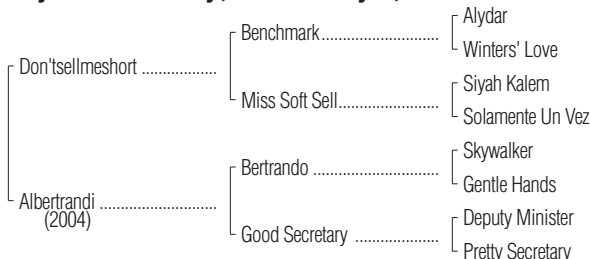 Alydar
Benchmark
Winters' Love
Don'tsellmeshort
Siyah Kalem
Miss Soft Sell
Solamente Un Vez
Skywalker
Bertrando
Gentle Hands
Albertrandi
(2004)
Deputy Minister
Good Secretary
Pretty Secretary